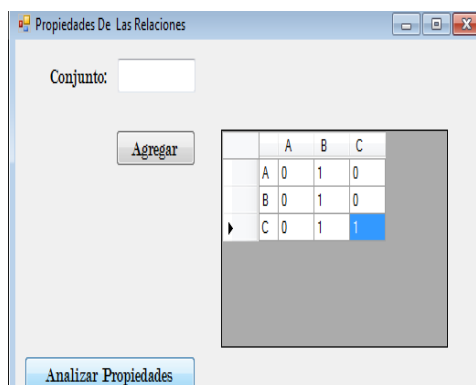 Propiedades De Las Relaciones
Conjunto:
Agregar
A B C
A 0 1 0
B 0 1 0
C 0 1 1
Analizar Propiedades